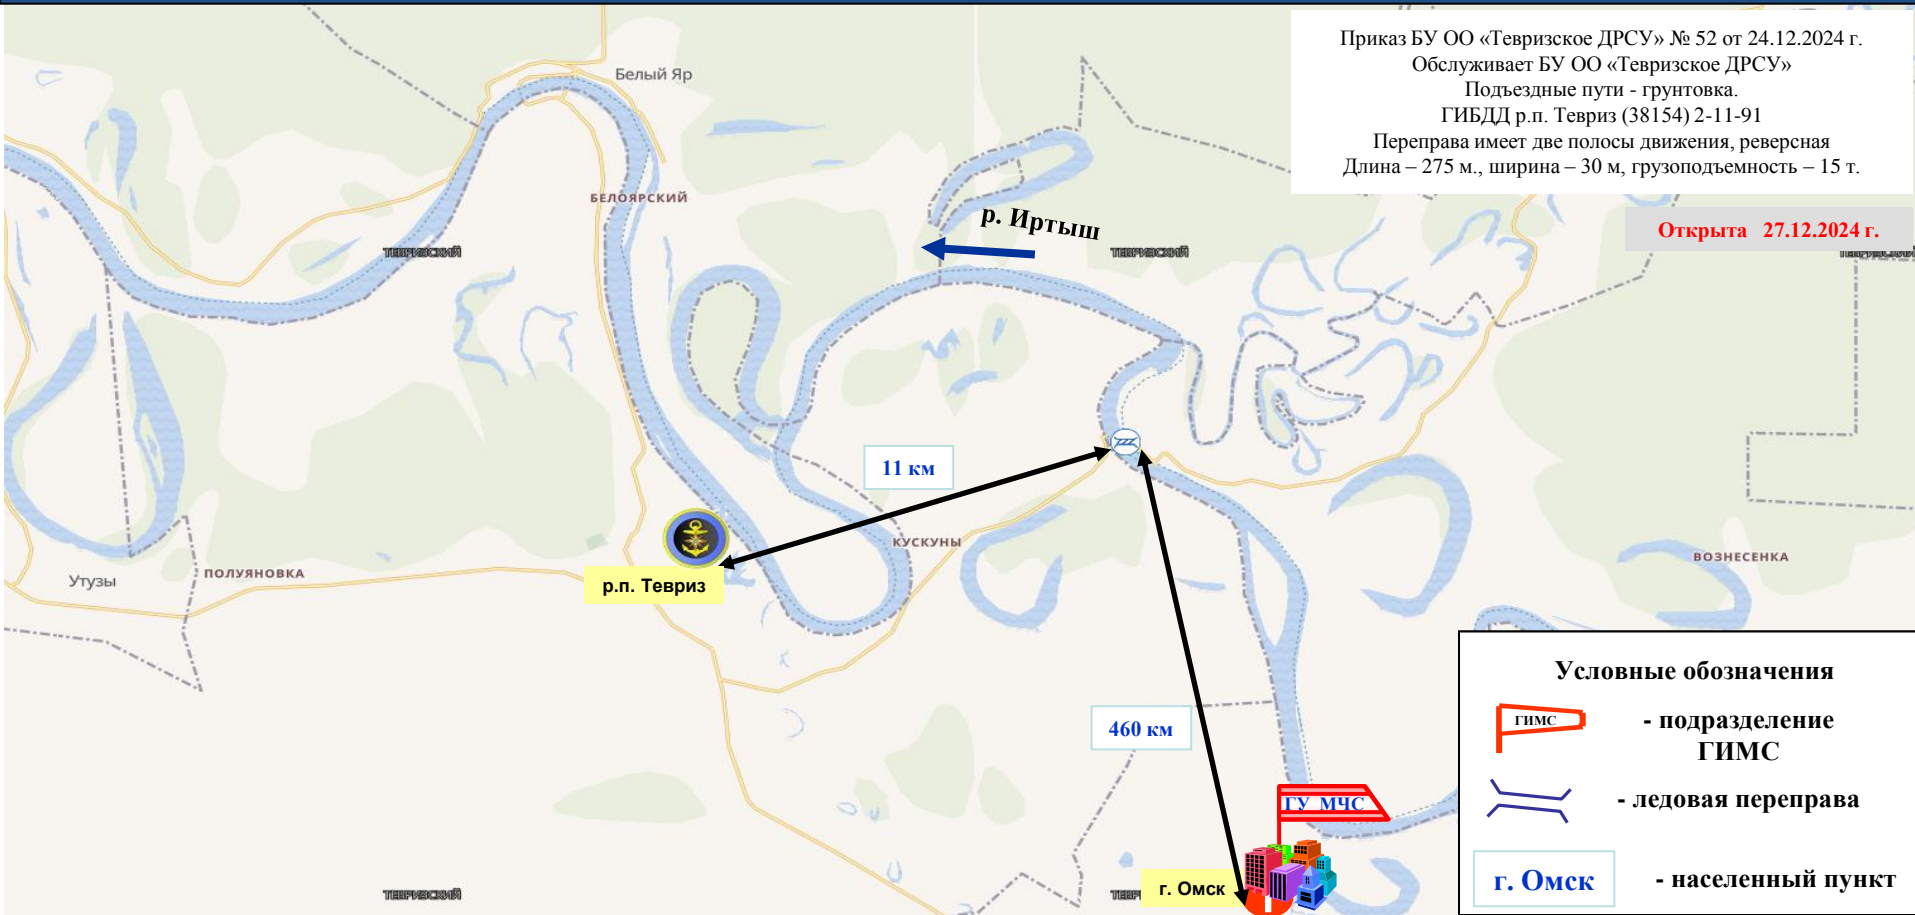 Приказ БУ ОО «Тевризское ДРСУ» № 52 от 24.12.2024 г.
Обслуживает БУ ОО «Тевризское ДРСУ»
Подъездные пути - грунтовка.
ГИБДД р.п. Тевриз (38154) 2-11-91
Переправа имеет две полосы движения, реверсная
Длина – 275 м., ширина – 30 м, грузоподъемность – 15 т.
Открыта 27.12.2024 г.
Белый Яр
БЕЛОЯРСКИЙ
р. Иртыш
ТЕВРИЗСКИЙ
ТЕВРИЗСКИЙ
ТЕВРИЗСКИЙ
11 км
КУСКУНЫ
ВОЗНЕСЕНКА
Утузы
ПОЛУЯНОВКА
р.п. Тевриз
460 км
ГУ МЧС
г. Омск
ТЕВРИЗСКИЙ
Условные обозначения
ГИМС
- подразделение
ГИМС
- ледовая переправа
г. Омск
- населенный пункт